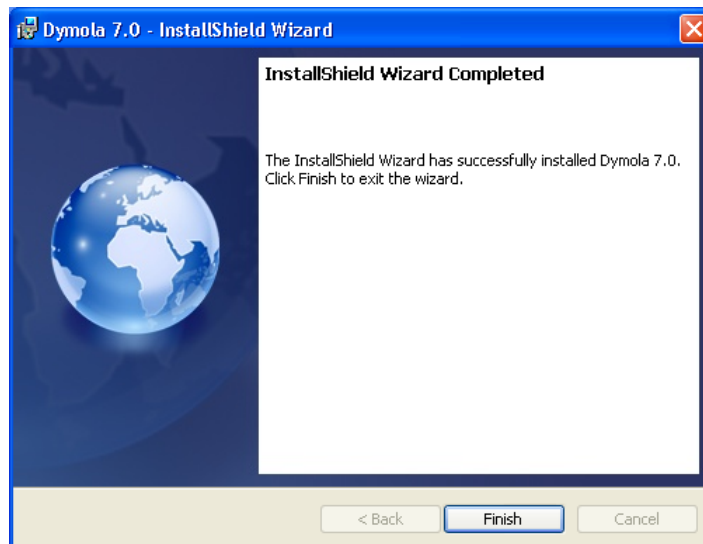 Dymola 7.0 - InstallShield Wizard
InstallShield Wizard Completed
The InstallShield Wizard has successfully installed Dymola 7.0.
Click Finish to exit the wizard.
< Back
Finish
Cancel